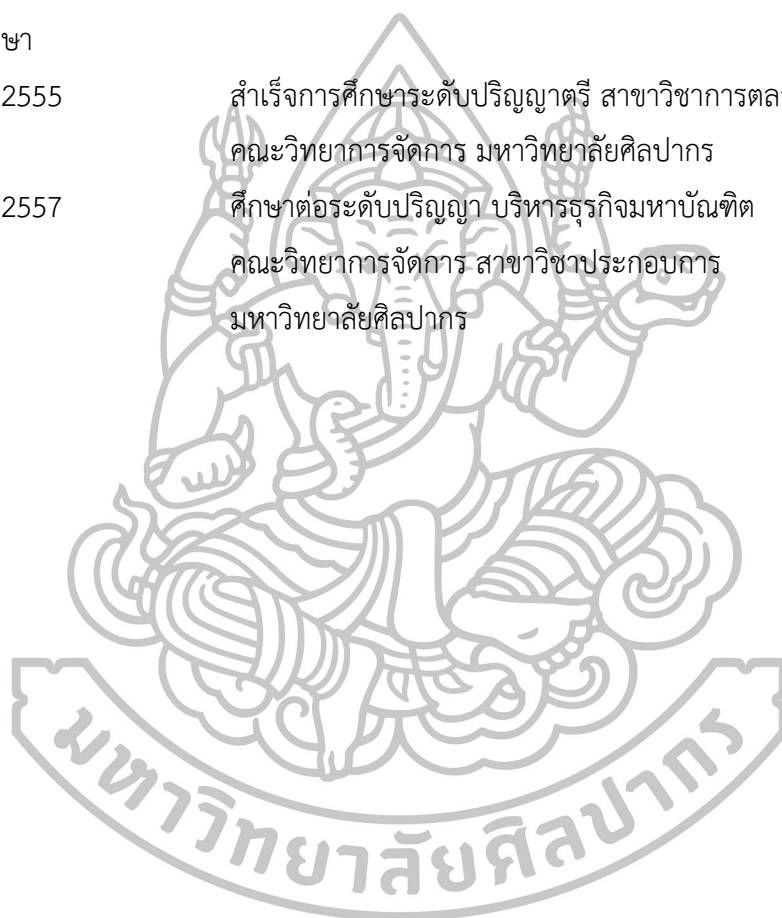 ษา
2555 สำเร็จการศึกษาระดับปริญญาตรี สาขาวิชาการตลา
คณะวิทยาการจัดการ มหาวิทยาลัยศิลปากร
2557 ศึกษาต่อระดับปริญญา บริหารธุรกิจมหาบัณฑิต
คณะวิทยาการจัดการ สาขาวิชาประกอบการ
มหาวิทยาลัยศิลปากร
มหาวิทยาลัยศิลปากร